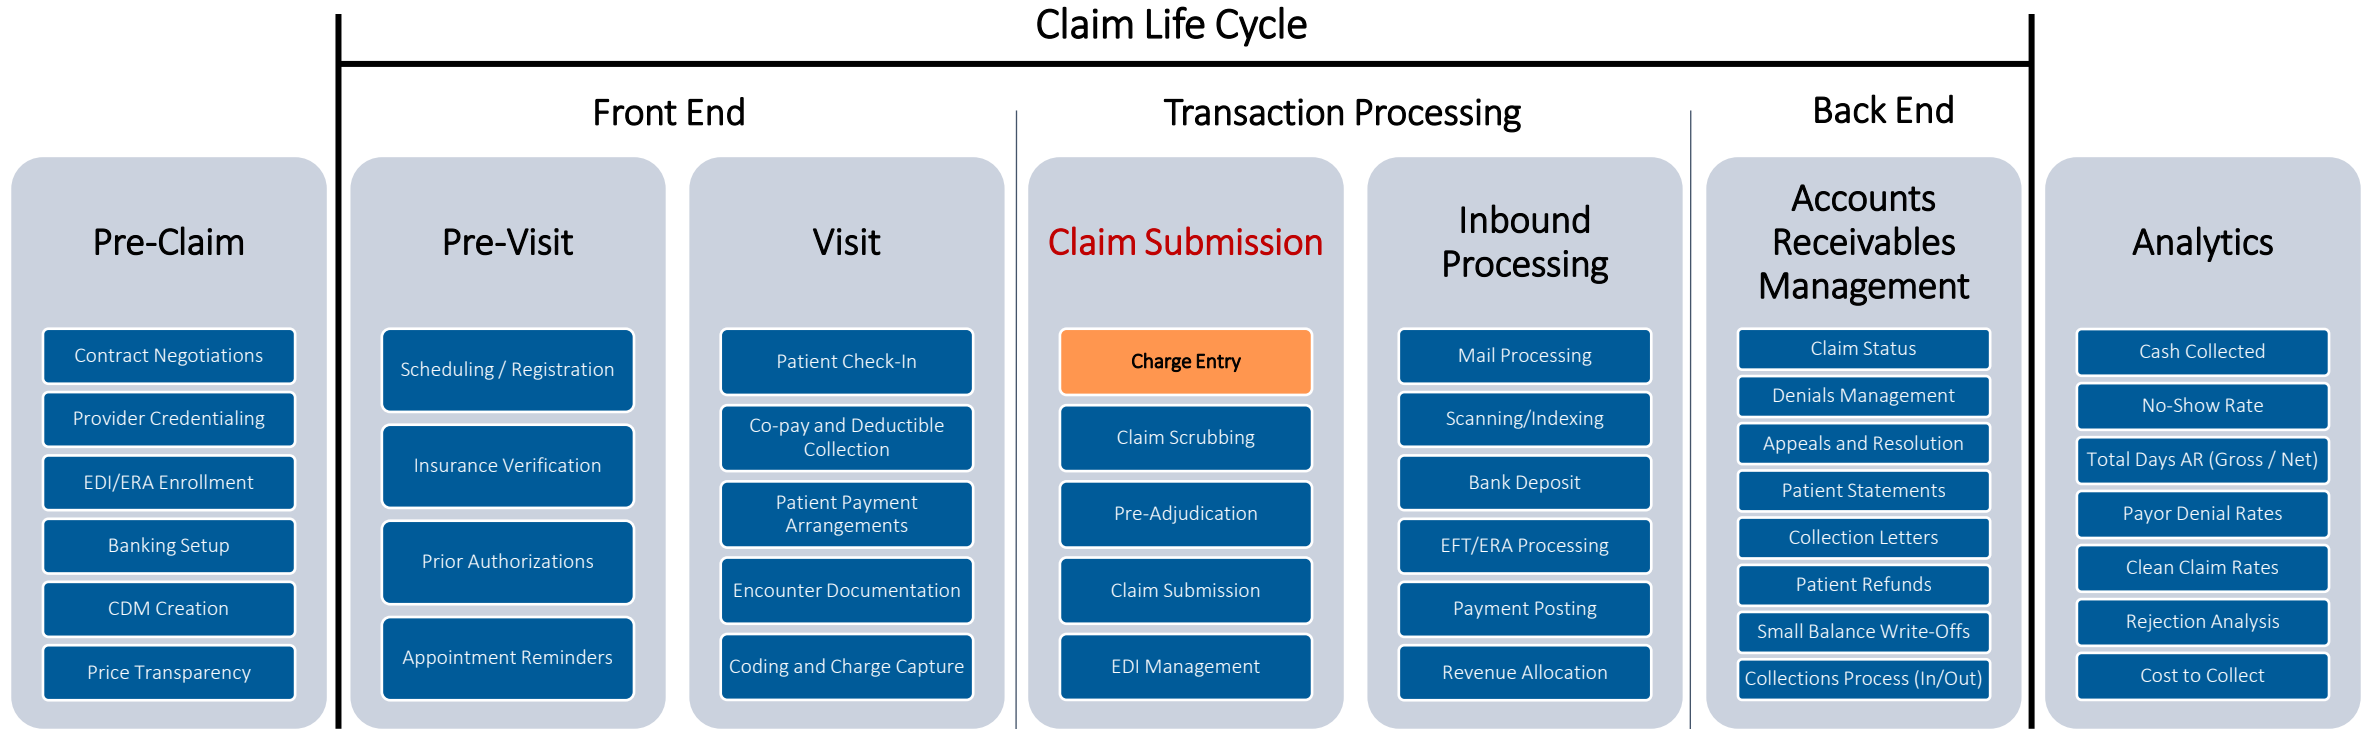 Claim Life Cycle
Front End
Transaction Processing
Back End
Pre-Claim
Contract Negotiations
Provider Credentialing
EDI/ERA Enrollment
Banking Setup
CDM Creation
Price Transparency
Pre-Visit
Scheduling / Registration
Insurance Verification
Prior Authorizations
Appointment Reminders
Visit
Patient Check-In
Co-pay and Deductible
Collection
Patient Payment
Arrangements
Encounter Documentation
Coding and Charge Capture
Claim Submission
Charge Entry
Claim Scrubbing
Pre-Adjudication
Claim Submission
EDI Management
Inbound
Processing
Mail Processing
Scanning/Indexing
Bank Deposit
EFT/ERA Processing
Payment Posting
Revenue Allocation
Accounts
Receivables
Management
Claim Status
Denials Management
Appeals and Resolution
Patient Statements
Collection Letters
Patient Refunds
Small Balance Write-Offs
Collections Process (In/Out)
Analytics
Cash Collected
No-Show Rate
Total Days AR (Gross / Net)
Payor Denial Rates
Clean Claim Rates
Rejection Analysis
Cost to Collect